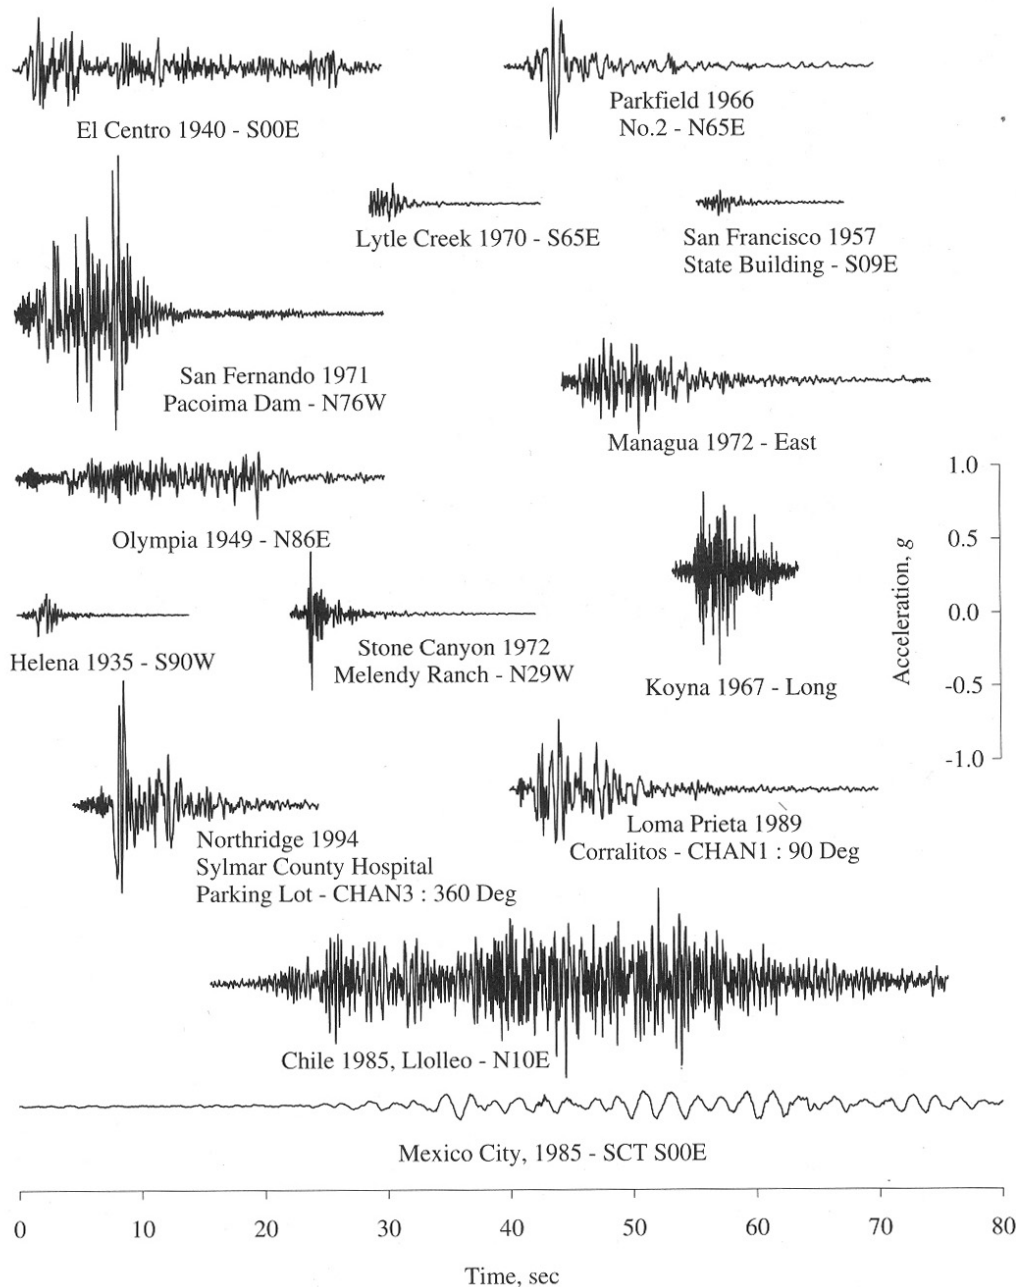 El Centro 1940 - S00E
Parkfield 1966
No.2 - N65E
Lytle Creek 1970 - S65E
San Francisco 1957
State Building - S09E
San Fernando 1971
Pacoima Dam - N76W
Managua 1972 - East
Olympia 1949 - N86E
1.0
0.5
0.0
-0.5
-1.0
Acceleration, g
Helena 1935 - S90W
Stone Canyon 1972
Melendy Ranch - N29W
Koyna 1967 - Long
Northridge 1994
Sylmar County Hospital
Parking Lot - CHAN3 : 360 Deg
Loma Prieta 1989
Corralitos - CHAN1 : 90 Deg
Chile 1985, Llolleo - N10E
Mexico City, 1985 - SCT S00E
0 10 20 30 40 50 60 70 80
Time, sec